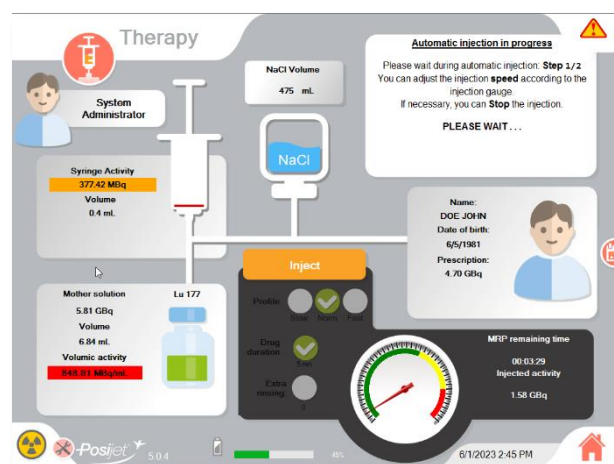 Therapy
System
Administrator
NaCl Volume
475 mL
Automatic injection in progress
Please wait during automatic injection: Step 1/2
You can adjust the injection speed according to the
injection gauge.
If necessary, you can Stop the injection.
PLEASE WAIT . . .
NaCl
Syringe Activity
377.42 MBq
Volume
0.4 mL
Name:
DOE JOHN
Date of birth:
6/5/1981
Prescription:
4.70 GBq
Inject
Mother solution
Lu 177
5.81 GBq
Volume
6.84 mL
Volumic activity
848.81 MBq/mL
Profile
Slow Norm. Fast
Drug
duration
5mn
Extra
rinsing
0
MRP remaining time
00:03:29
Injected activity
1.58 GBq
Posijet
5.0.4
45%
6/1/2023 2:45 PM